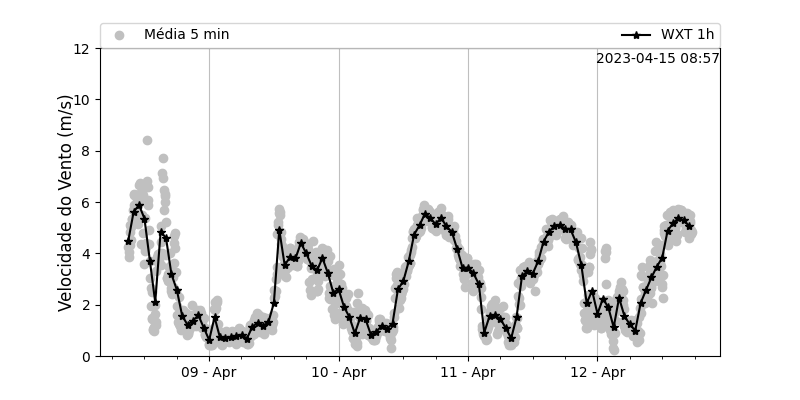 Média 5 min
WXT 1h
2023-04-15 08:57
Velocidade do Vento (m/s)
12
10
8
6
4
2
0
09 - Apr
10 - Apr
11 - Apr
12 - Apr